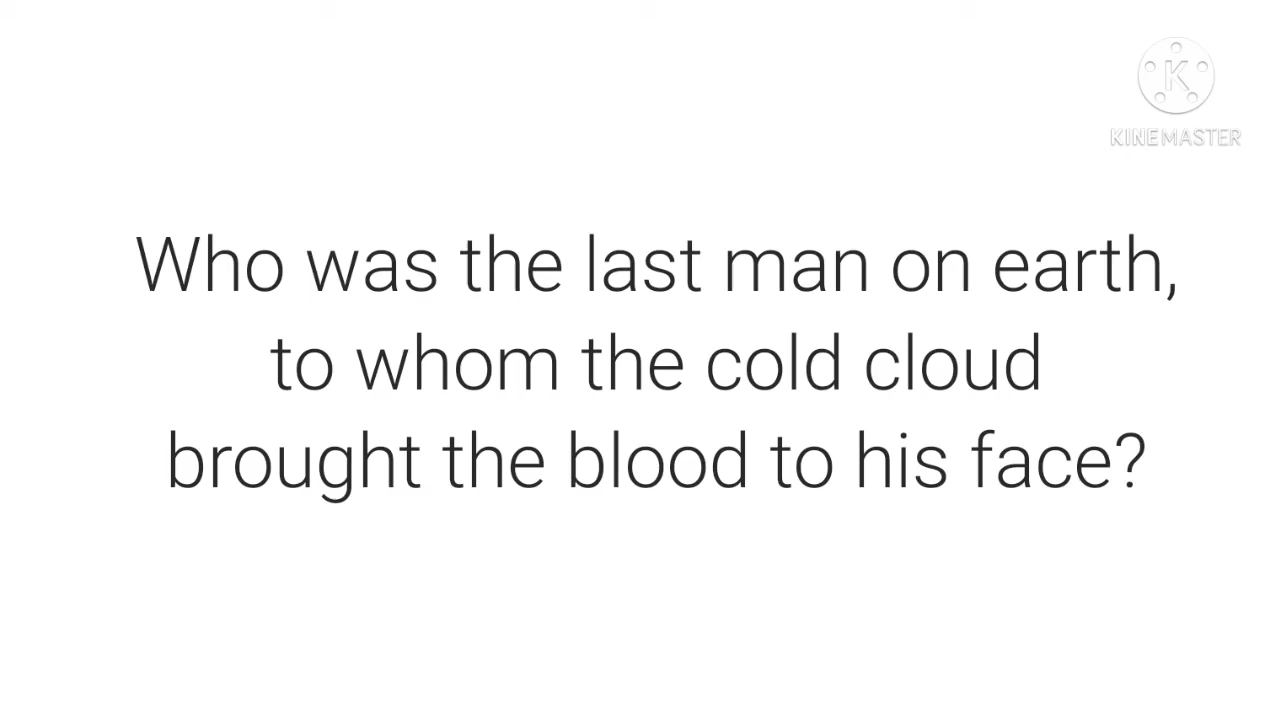 KINEMASTER
Who was the last man on earth,
to whom the cold cloud
brought the blood to his face?